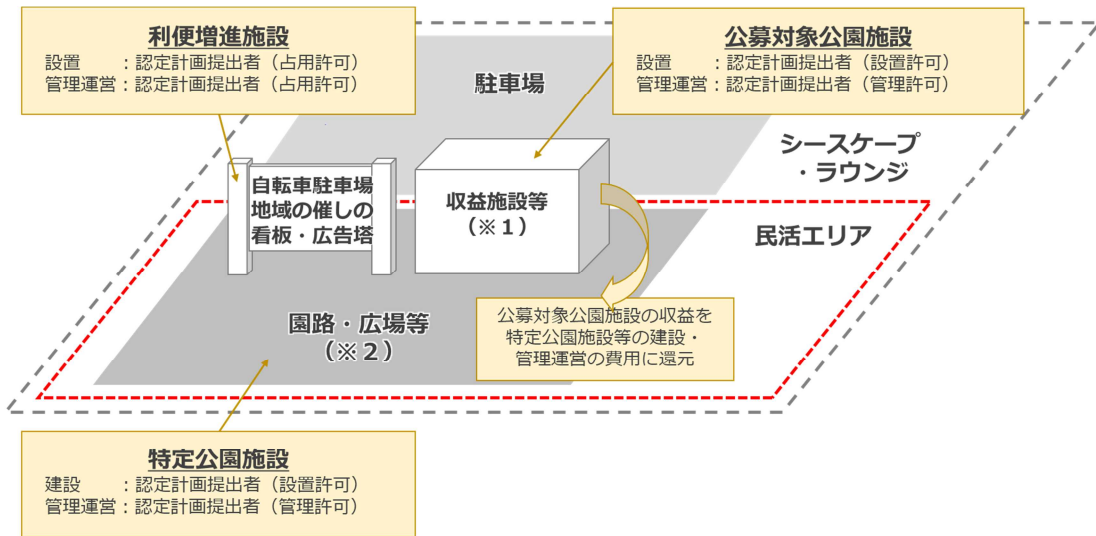 利便増進施設
設置　　：認定計画提出者（占用許可）
管理運営：認定計画提出者（占用許可）
公募対象公園施設
設置　　：認定計画提出者（設置許可）
管理運営：認定計画提出者（管理許可）
駐車場
シースケープ
・ラウンジ
自転車駐車場
地域の催しの
看板・広告塔
収益施設等
（※１）
民活エリア
園路・広場等
（※２）
公募対象公園施設の収益を
特定公園施設等の建設・
管理運営の費用に還元
特定公園施設
建設　　：認定計画提出者（設置許可）
管理運営：認定計画提出者（管理許可）